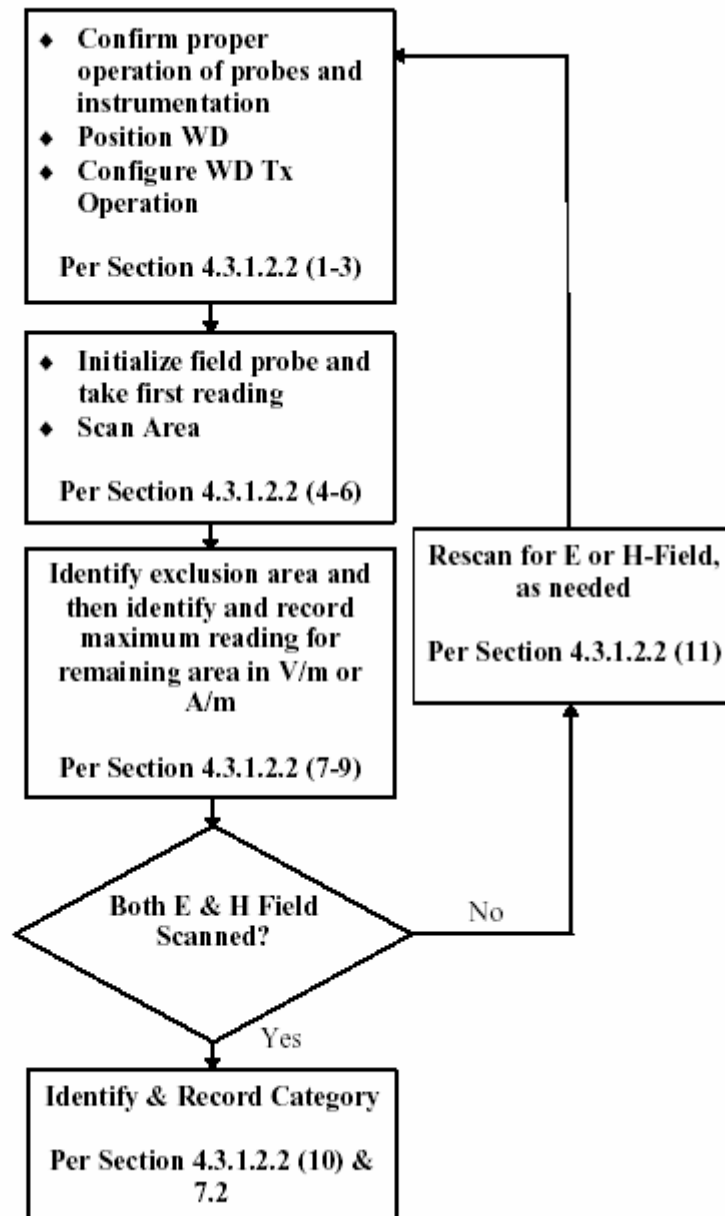 ♦ Confirm proper
operation of probes and
instrumentation
♦ Position WD
♦ Configure WD Tx
Operation
Per Section 4.3.1.2.2 (1-3)
♦ Initialize field probe and
take first reading
♦ Scan Area
Per Section 4.3.1.2.2 (4-6)
Identify exclusion area and
then identify and record
maximum reading for
remaining area in V/m or
A/m
Per Section 4.3.1.2.2 (7-9)
Rescan for E or H-Field,
as needed
Per Section 4.3.1.2.2 (11)
Both E & H Field
Scanned?
No
Yes
Identify & Record Category
Per Section 4.3.1.2.2 (10) &
7.2